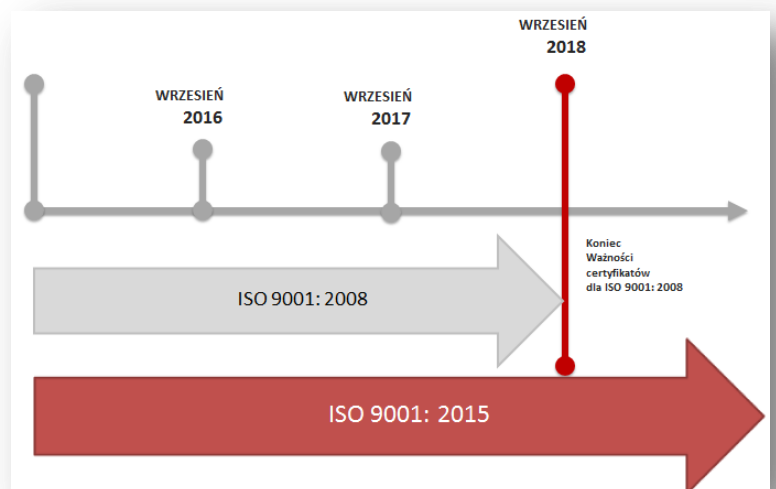 WRZESIEŃ
2018
WRZESIEŃ
2016
WRZESIEŃ
2017
Koniec
Ważności
certyfikatów
dla ISO 9001: 2008
ISO 9001: 2008
ISO 9001: 2015